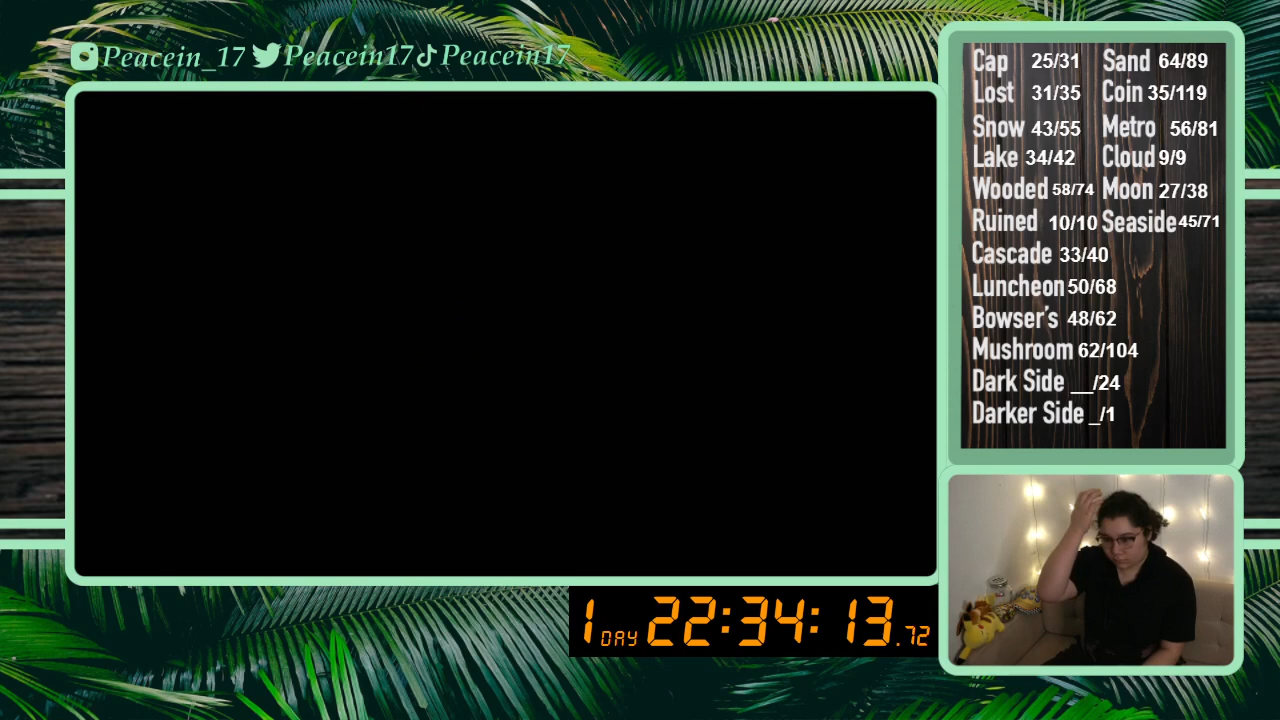 Peacein_17 Peacein17 Peacein17
Cap 25/31 Sand 64/89
Lost 31/35 Coin 35/119
Snow 43/55 Metro 56/81
Lake 34/42 Cloud 9/9
Wooded 58/74 Moon 27/38
Ruined 10/10 Seaside 45/71
Cascade 33/40
Luncheon 50/68
Bowser's 48/62
Mushroom 62/104
Dark Side __/24
Darker Side _/1
1 DAY 22:34:13.72